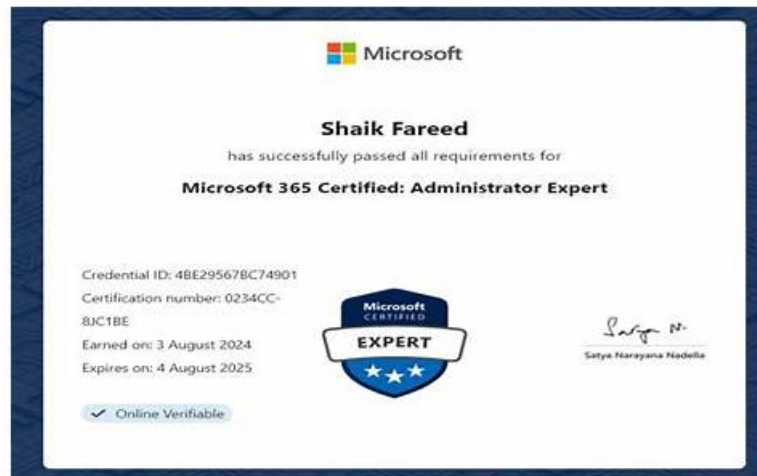 Microsoft
Shaik Fareed
has successfully passed all requirements for
Microsoft 365 Certified: Administrator Expert
Credential ID: 4BE29567BC74901
Certification number: 0234CC-
8JC1BE
Earned on: 3 August 2024
Expires on: 4 August 2025
Online Verifiable
Microsoft
CERTIFIED
EXPERT
Satya N.
Satya Narayana Nadella